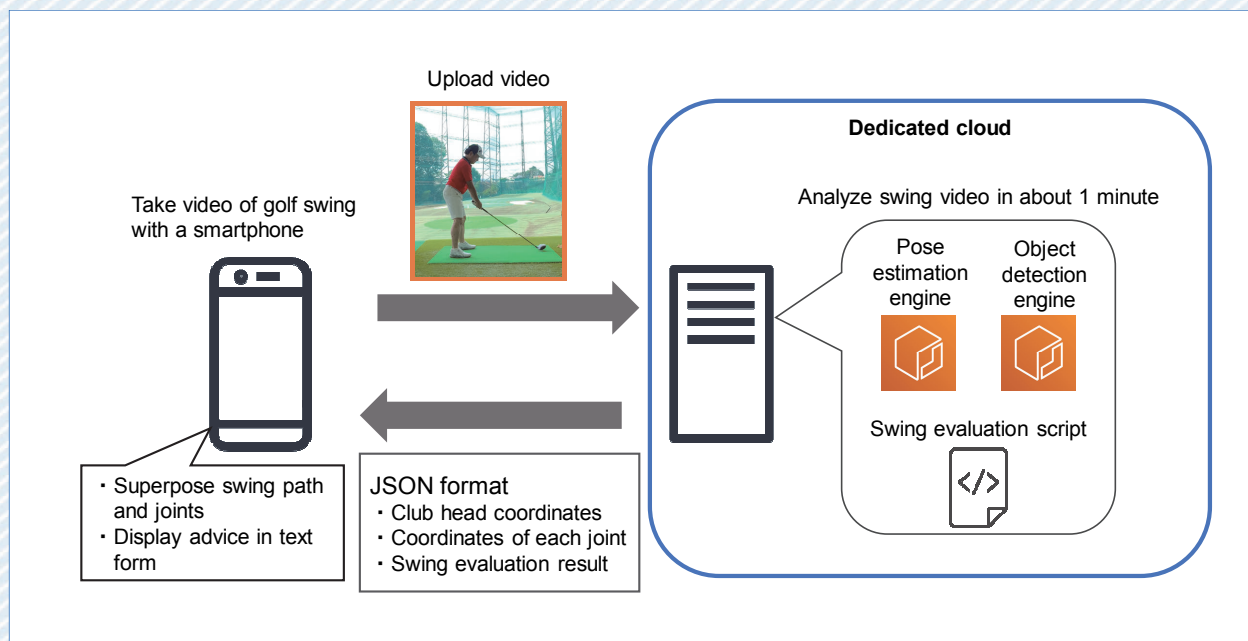 Upload video
Take video of golf swing
with a smartphone
Dedicated cloud
Analyze swing video in about 1 minute
Pose
estimation
engine
Object
detection
engine
Swing evaluation script
</>
・Superpose swing path
and joints
・Display advice in text
form
JSON format
・Club head coordinates
・Coordinates of each joint
・Swing evaluation result